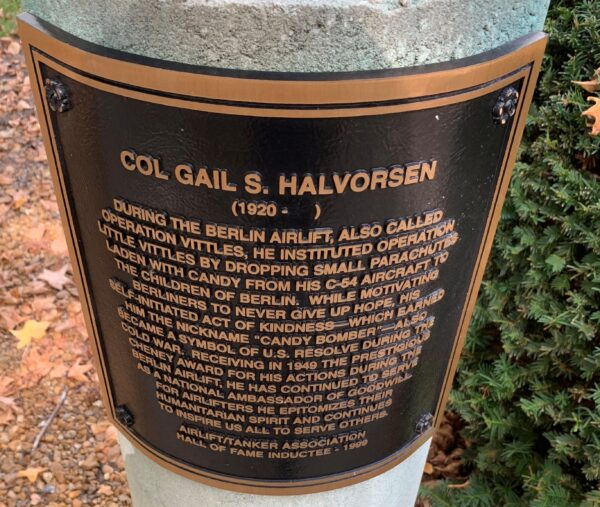 COL GAIL S. HALVORSEN
(1920 -      )
DURING THE BERLIN AIRLIFT, ALSO CALLED
OPERATION VITTLES, HE INSTITUTED OPERATION
LITTLE VITTLES BY DROPPING SMALL PARACHUTES
LADEN WITH CANDY FROM HIS C-54 AIRCRAFT TO
THE CHILDREN OF BERLIN. WHILE MOTIVATING
BERLINERS TO NEVER GIVE UP HOPE, HIS
SELF-INITIATED ACT OF KINDNESS—WHICH EARNED
HIM THE NICKNAME "CANDY BOMBER"—ALSO
BECAME A SYMBOL OF U.S. RESOLVE DURING THE
COLD WAR. RECEIVING IN 1949 THE PRESTIGIOUS
CHENEY AWARD FOR HIS ACTIONS DURING THE
BERLIN AIRLIFT, HE HAS CONTINUED TO SERVE
AS A NATIONAL AMBASSADOR OF GOODWILL
FOR AIRLIFTERS HE EPITOMIZES THEIR
HUMANITARIAN SPIRIT AND CONTINUES
TO INSPIRE US ALL TO SERVE OTHERS.
AIRLIFT/TANKER ASSOCIATION
HALL OF FAME INDUCTEE - 1999